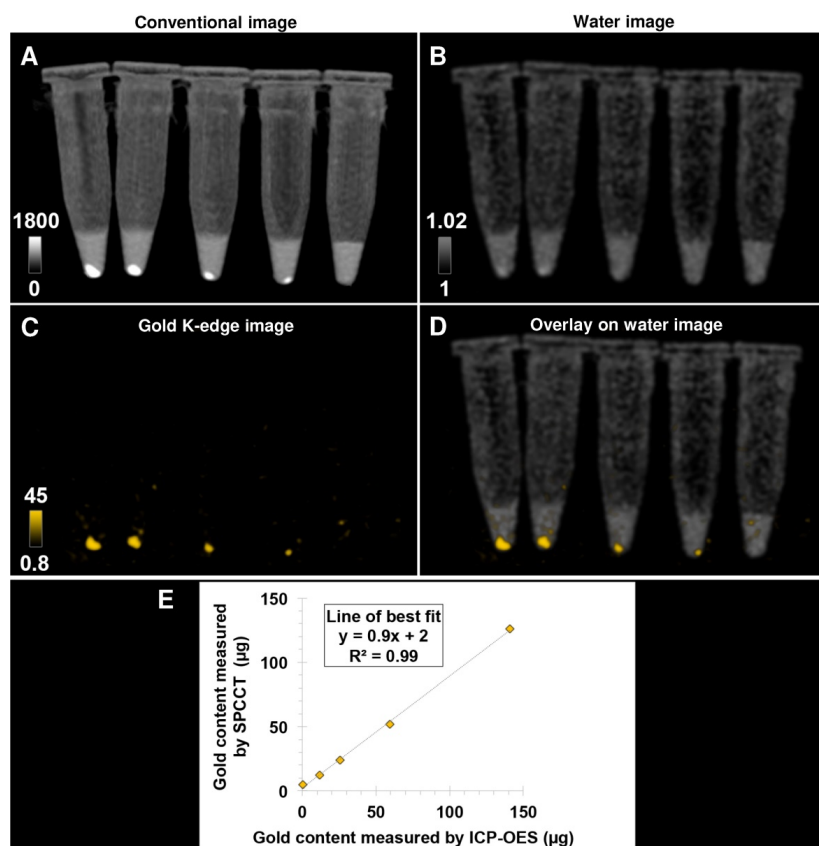 Conventional image
Water image
A
B
1800
0
1.02
1
C
Gold K-edge image
D
Overlay on water image
45
0.8
E
Gold content measured
by SPCCT (µg)
150
100
50
0
Line of best fit
y = 0.9x + 2
R² = 0.99
0
50
100
150
Gold content measured by ICP-OES (µg)